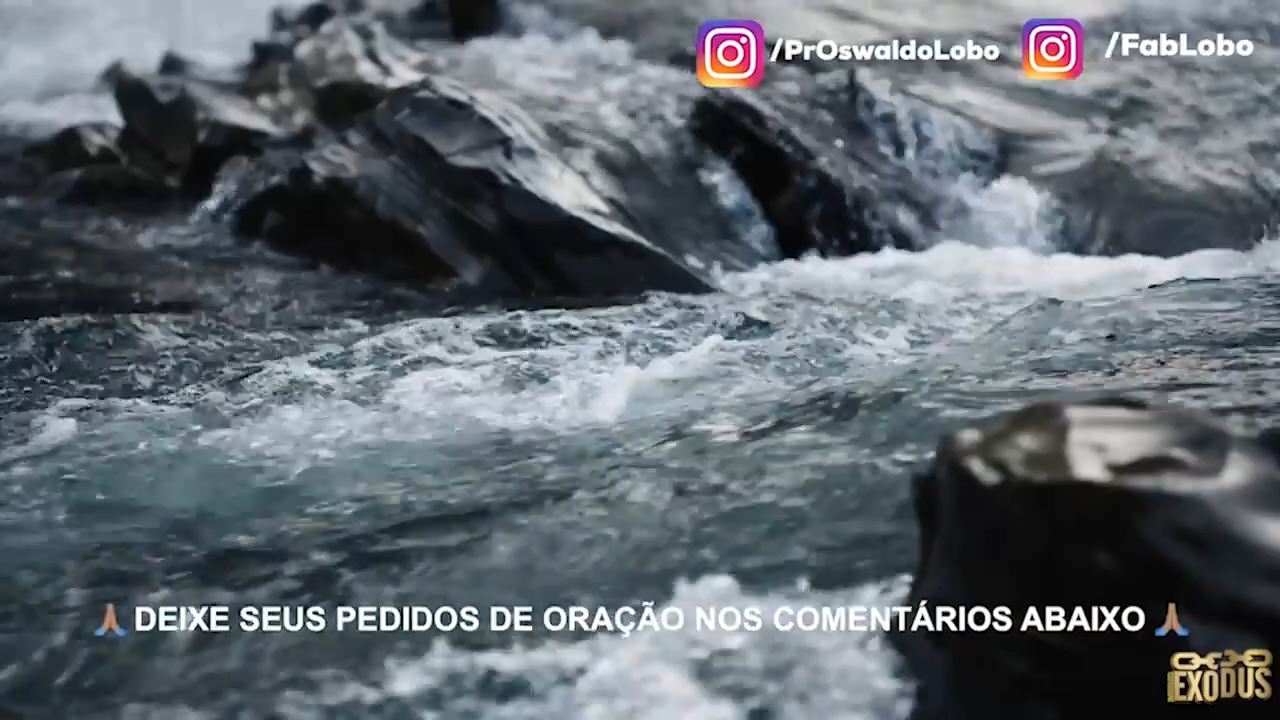 /PrOswaldoLobo /FabLobo
🙏🏽 DEIXE SEUS PEDIDOS DE ORAÇÃO NOS COMENTÁRIOS ABAIXO 🙏🏽
EXODUS